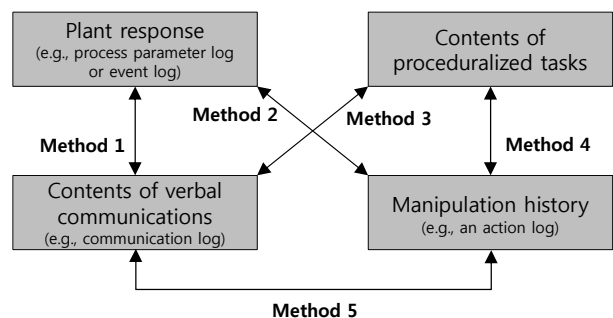 Plant response
(e.g., process parameter log
or event log)
Contents of
proceduralized tasks
Method 1
Method 2
Method 3
Method 4
Contents of verbal
communications
(e.g., communication log)
Manipulation history
(e.g., an action log)
Method 5